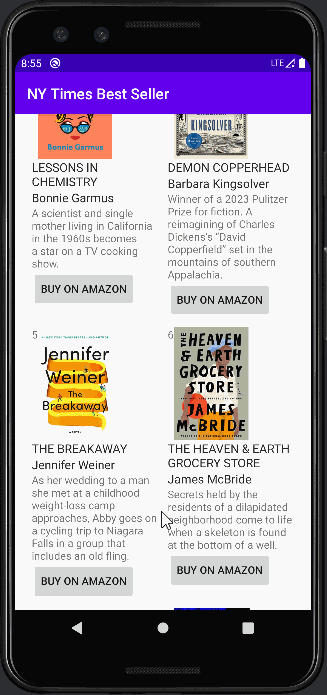 8:55
LTE
NY Times Best Seller
Bonnie Garmus
KINGSOLVER
LESSONS IN
CHEMISTRY
Bonnie Garmus
A scientist and single
mother living in California
in the 1960s becomes
a star on a TV cooking
show.
BUY ON AMAZON
DEMON COPPERHEAD
Barbara Kingsolver
Winner of a 2023 Pulitzer
Prize for fiction. A
reimagining of Charles
Dickens's “David
Copperfield” set in the
mountains of southern
Appalachia.
BUY ON AMAZON
5
Jennifer
Weiner
The
Breakaway
THE BREAKAWAY
Jennifer Weiner
As her wedding to a man
she met at a childhood
weight-loss camp
approaches, Abby goes on
a cycling trip to Niagara
Falls in a group that
includes an old fling.
BUY ON AMAZON
6
THE HEAVEN
& EARTH
GROCERY
STORE
JAMES
McBRIDE
THE HEAVEN & EARTH
GROCERY STORE
James McBride
Secrets held by the
residents of a dilapidated
neighborhood come to life
when a skeleton is found
at the bottom of a well.
BUY ON AMAZON